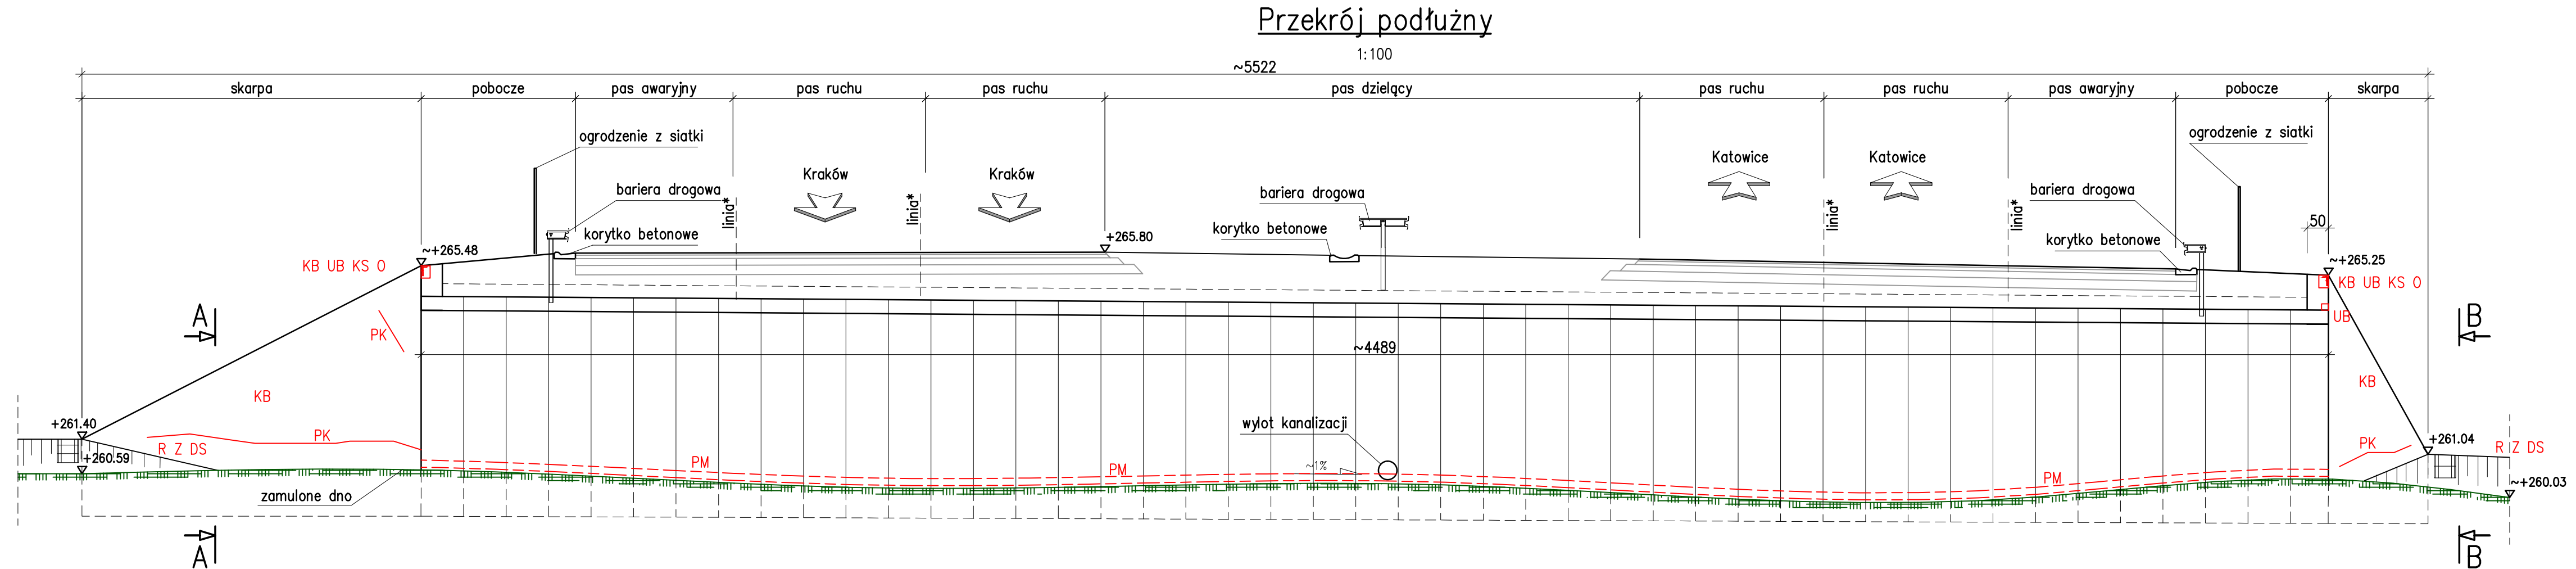 Przekrój podłużny
1:100
~5522
skarpa pobocze pas awaryjny pas ruchu pas ruchu pas dzielący pas ruchu pas ruchu pas awaryjny pobocze skarpa
ogrodzenie z siatki
ogrodzenie z siatki
Kraków
Kraków
Katowice
Katowice
bariera drogowa
bariera drogowa
bariera drogowa
linia*
linia*
linia*
linia*
korytko betonowe
korytko betonowe
korytko betonowe
50
~+265.48
+265.80
~+265.25
KB UB KS O
KB UB KS O
UB
A
B
PK
~4489
KB
KB
+261.40
PK
R Z DS
+260.59
wylot kanalizacji
PK
+261.04
R Z DS
PM
PM
~1%
PM
~+260.03
zamulone dno
A
B